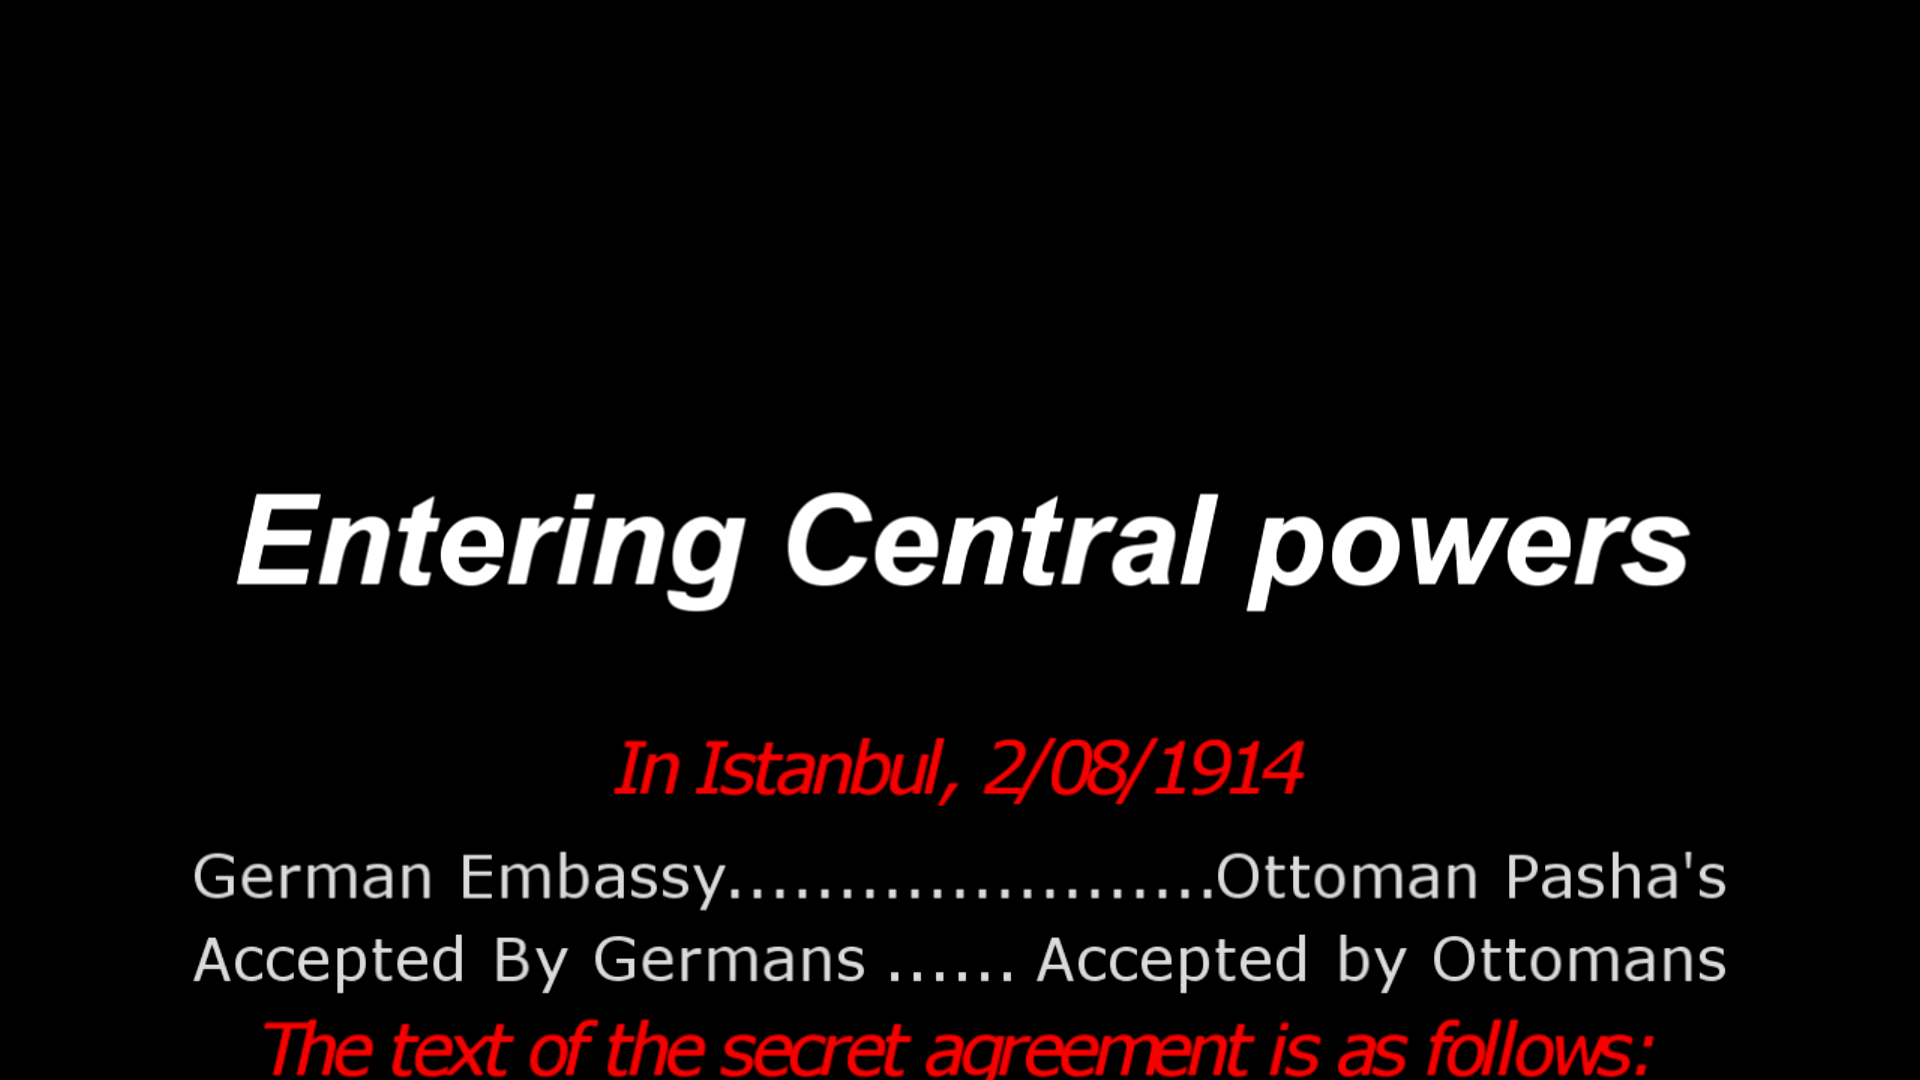 Entering Central powers
In Istanbul, 2/08/1914
German Embassy......................Ottoman Pasha's
Accepted By Germans ...... Accepted by Ottomans
The text of the secret agreement is as follows: